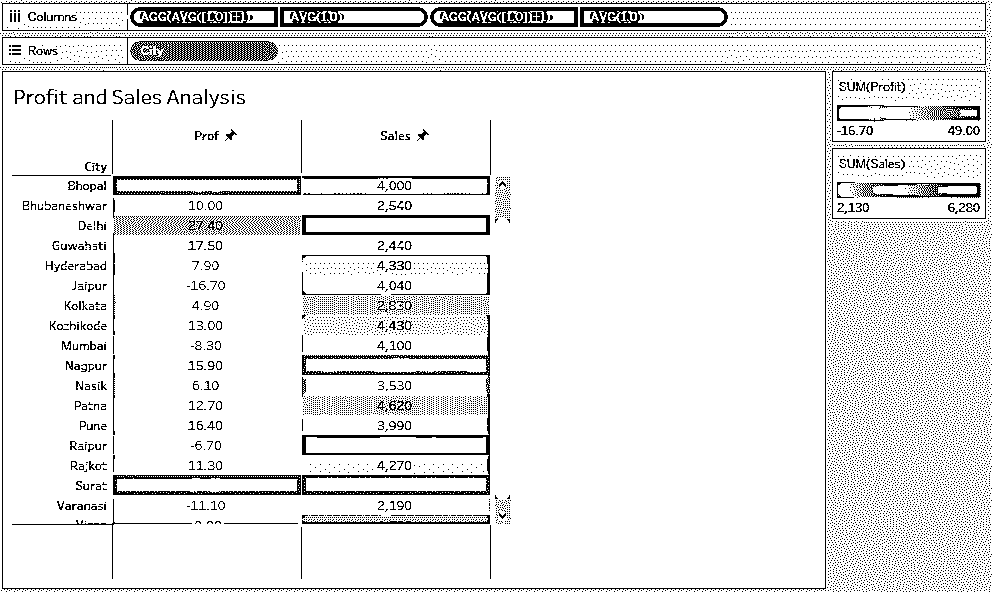 Columns AGG(AVG([1.0])... AVG(1.0) AGG(AVG([1.0])... AVG(1.0)
Rows City
Profit and Sales Analysis
Prof Sales
City
Bhopal 4,000
Bhubaneshwar 10.00 2,540
Delhi 27.40
Guwahati 17.50 2,440
Hyderabad 7.90 4,330
Jaipur -16.70 4,040
Kolkata 4.90 2,830
Kozhikode 13.00 4,430
Mumbai -8.30 4,100
Nagpur 15.90
Nasik 6.10 3,530
Patna 12.70 4,620
Pune 16.40 3,990
Raipur -6.70
Rajkot 11.30 4,270
Surat
Varanasi -11.10 2,190
SUM(Profit)
-16.70 49.00
SUM(Sales)
2,130 6,280